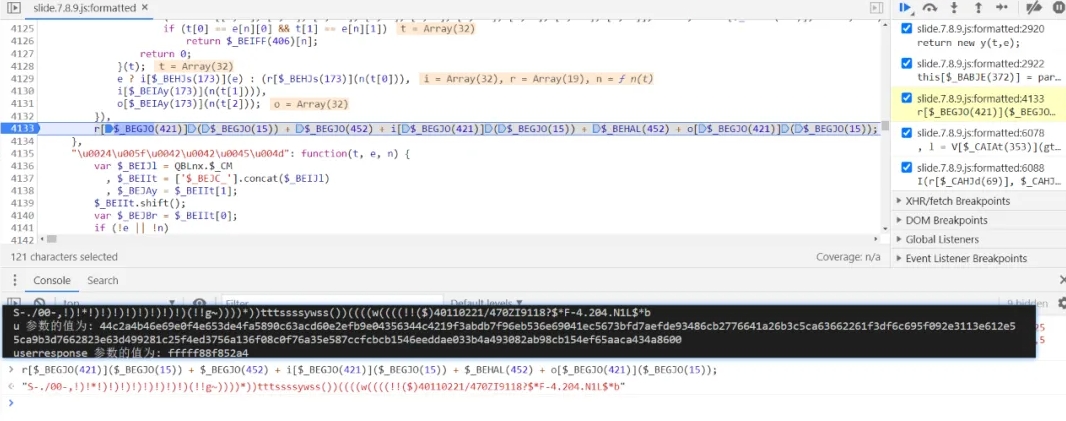 slide.7.8.9.js:formatted ×
4125 if (t[0] == e[n][0] && t[1] == e[n][1]) t = Array(32)
4126 return $_BEIFF(406)[n];
4127 return 0;
4128 }(t); t = Array(32)
4129 e ? i[$_BEHJs(173)](e) : (r[$_BEHJs(173)](n(t[0])), i = Array(32), r = Array(19), n = ƒ n(t)
4130 i[$_BEIAy(173)](n(t[1])),
4131 o[$_BEIAy(173)](n(t[2])); o = Array(32)
4132 }),
4133 r[$_BEGJO(421)]($_BEGJO(15)) + $_BEGJO(452) + i[$_BEGJO(421)]($_BEGJO(15)) + $_BEHAL(452) + o[$_BEGJO(421)]($_BEGJO(15));
4134 },
4135 "\u0024\u005f\u0042\u0042\u0045\u004d": function(t, e, n) {
4136 var $_BEIJl = QBLnx.$_CM
4137 , $_BEIIt = ['$_BEJC_'].concat($_BEIJl)
4138 , $_BEJAy = $_BEIIt[1];
4139 $_BEIIt.shift();
4140 var $_BEJBr = $_BEIIt[0];
4141 if (!e || !n)
4142
121 characters selected
Coverage: n/a
slide.7.8.9.js:formatted:2920
return new y(t,e);
slide.7.8.9.js:formatted:2922
this[$_BABJE(372)] = par…
slide.7.8.9.js:formatted:4133
r[$_BEGJO(421)]($_BEGJO…
slide.7.8.9.js:formatted:6078
, l = V[$_CAIAt(353)](gt…
slide.7.8.9.js:formatted:6088
I(r[$_CAHJd(69)], $_CAHJ…
XHR/fetch Breakpoints
DOM Breakpoints
Global Listeners
Event Listener Breakpoints
Console Search
top Filter Default levels 9 hidden
S-./00-,!)!*!)!)!)!)!)!)!)!)(!!g~))))*))tttssssywss())((((w((((!!($)40110221/470ZI9118?$*F-4.204.N1L$*b
u 参数的值为: 44c2a4b46e69e0f4e653de4fa5890c63acd60e2efb9e04356344c4219f3abdb7f96eb536e69041ec5673bfd7aefde93486cb2776641a26b3c5ca63662261f3df6c695f092e3113e612e5
5ca9b3d7662823e63d499281c25f4ed3756a136f08c0f76a35e587ccfcbcb1546eeddae033b4a493082ab98cb154ef65aaca434a8600
userresponse 参数的值为: fffff88f852a4
> r[$_BEGJO(421)]($_BEGJO(15)) + $_BEGJO(452) + i[$_BEGJO(421)]($_BEGJO(15)) + $_BEHAL(452) + o[$_BEGJO(421)]($_BEGJO(15));
"S-./00-,!)!*!)!)!)!)!)!)!)!)(!!g~))))*))tttssssywss())((((w((((!!($)40110221/470ZI9118?$*F-4.204.N1L$*b"